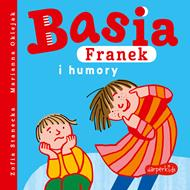 Basia
Franek
i humory
Zofia Stanecka
Marianna Oklejak
HarperKids